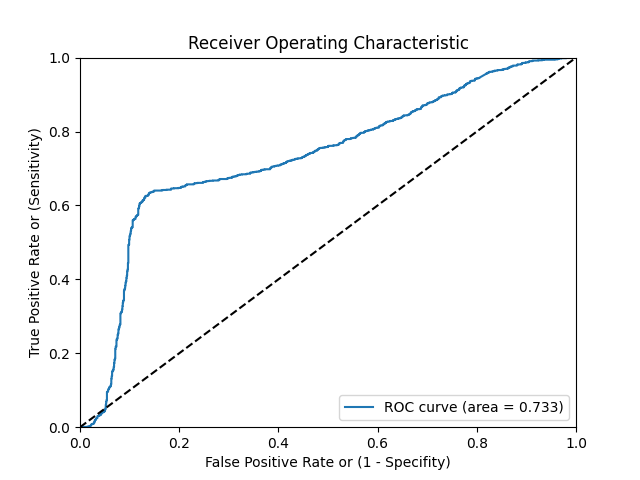 Receiver Operating Characteristic
1.0
0.8
0.6
0.4
0.2
0.0
True Positive Rate or (Sensitivity)
ROC curve (area = 0.733)
0.0 0.2 0.4 0.6 0.8 1.0
False Positive Rate or (1 - Specifity)